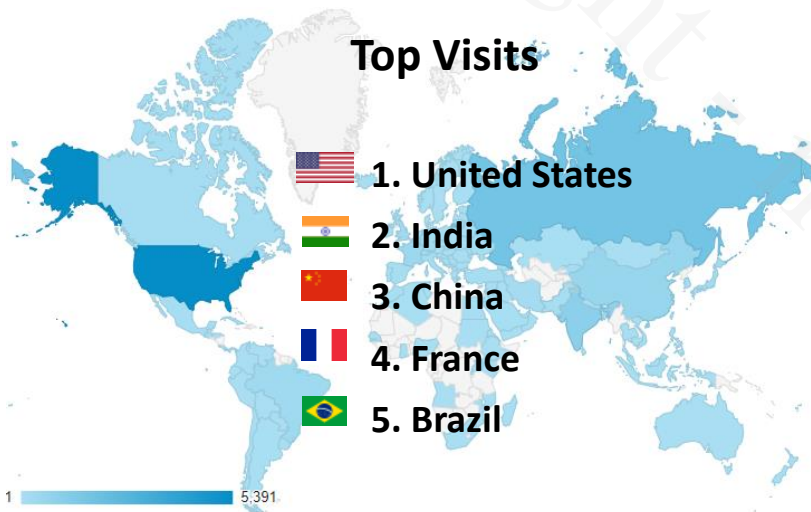 Top Visits
1. United States
2. India
3. China
4. France
5. Brazil
1 5,391